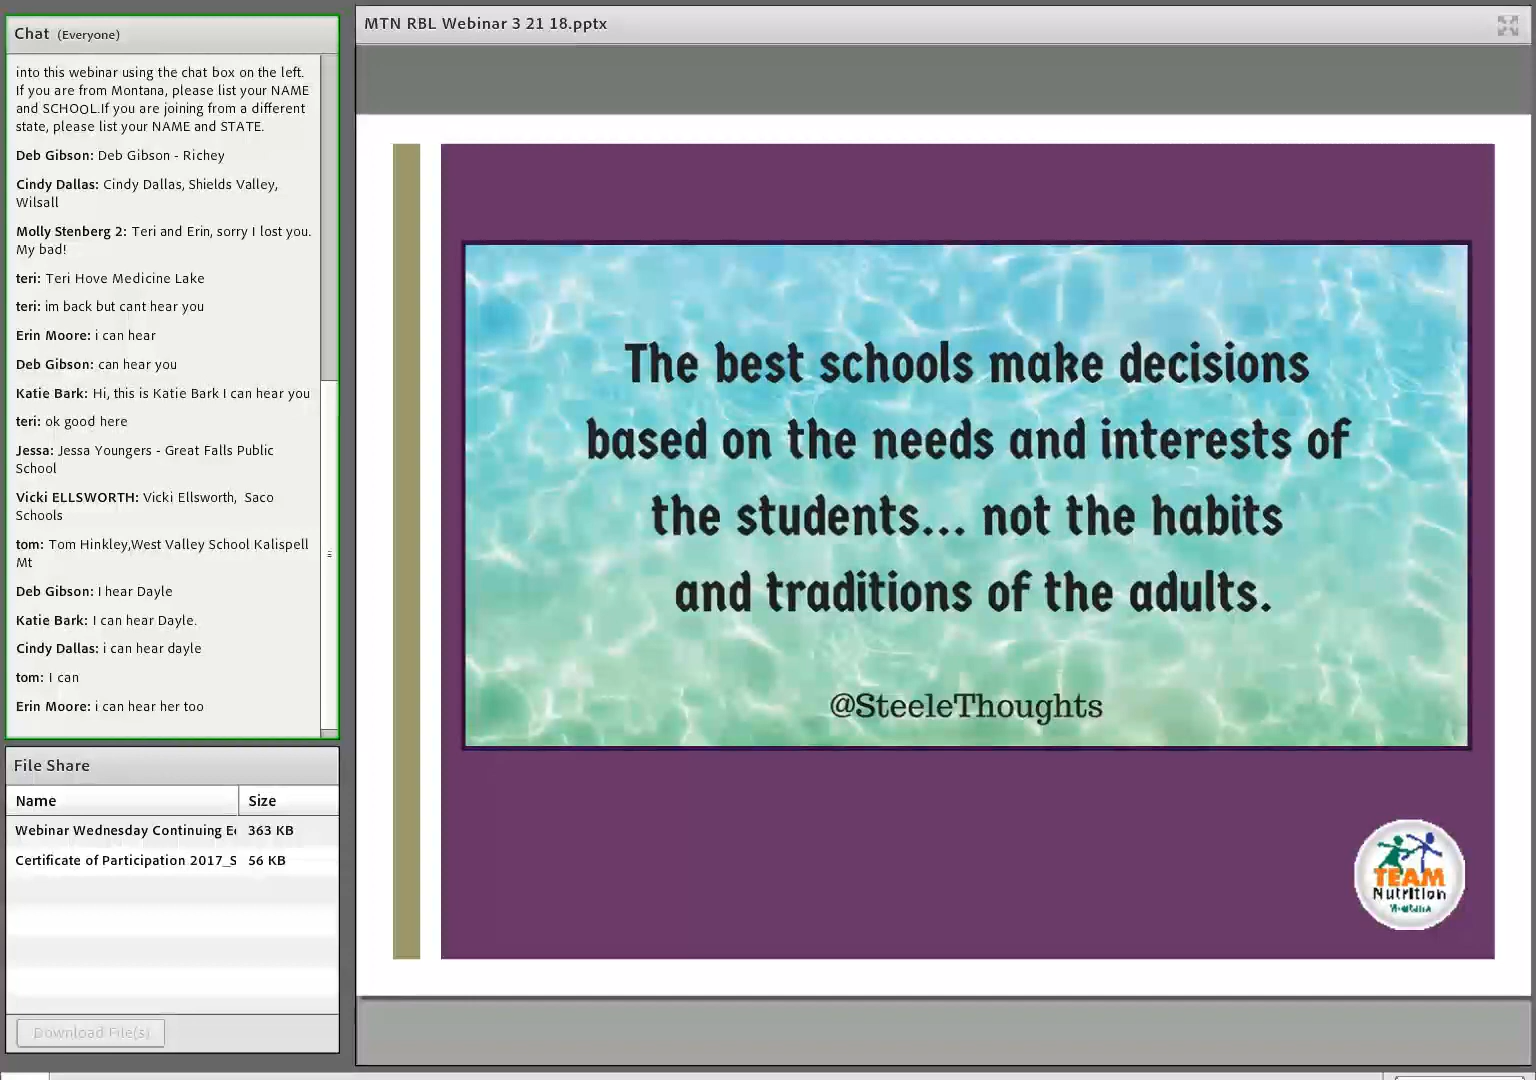 Chat (Everyone)
into this webinar using the chat box on the left.
If you are from Montana, please list your NAME
and SCHOOL.If you are joining from a different
state, please list your NAME and STATE.
Deb Gibson: Deb Gibson - Richey
Cindy Dallas: Cindy Dallas, Shields Valley,
Wilsall
Molly Stenberg 2: Teri and Erin, sorry I lost you.
My bad!
teri: Teri Hove Medicine Lake
teri: im back but cant hear you
Erin Moore: i can hear
Deb Gibson: can hear you
Katie Bark: Hi, this is Katie Bark I can hear you
teri: ok good here
Jessa: Jessa Youngers - Great Falls Public
School
Vicki ELLSWORTH: Vicki Ellsworth, Saco
Schools
tom: Tom Hinkley,West Valley School Kalispell
Mt
Deb Gibson: I hear Dayle
Katie Bark: I can hear Dayle.
Cindy Dallas: i can hear dayle
tom: I can
Erin Moore: i can hear her too
File Share
Name Size
Webinar Wednesday Continuing E 363 KB
Certificate of Participation 2017_S 56 KB
Download File(s)
MTN RBL Webinar 3 21 18.pptx
The best schools make decisions
based on the needs and interests of
the students... not the habits
and traditions of the adults.
@SteeleThoughts
TEAM
Nutrition
Montana